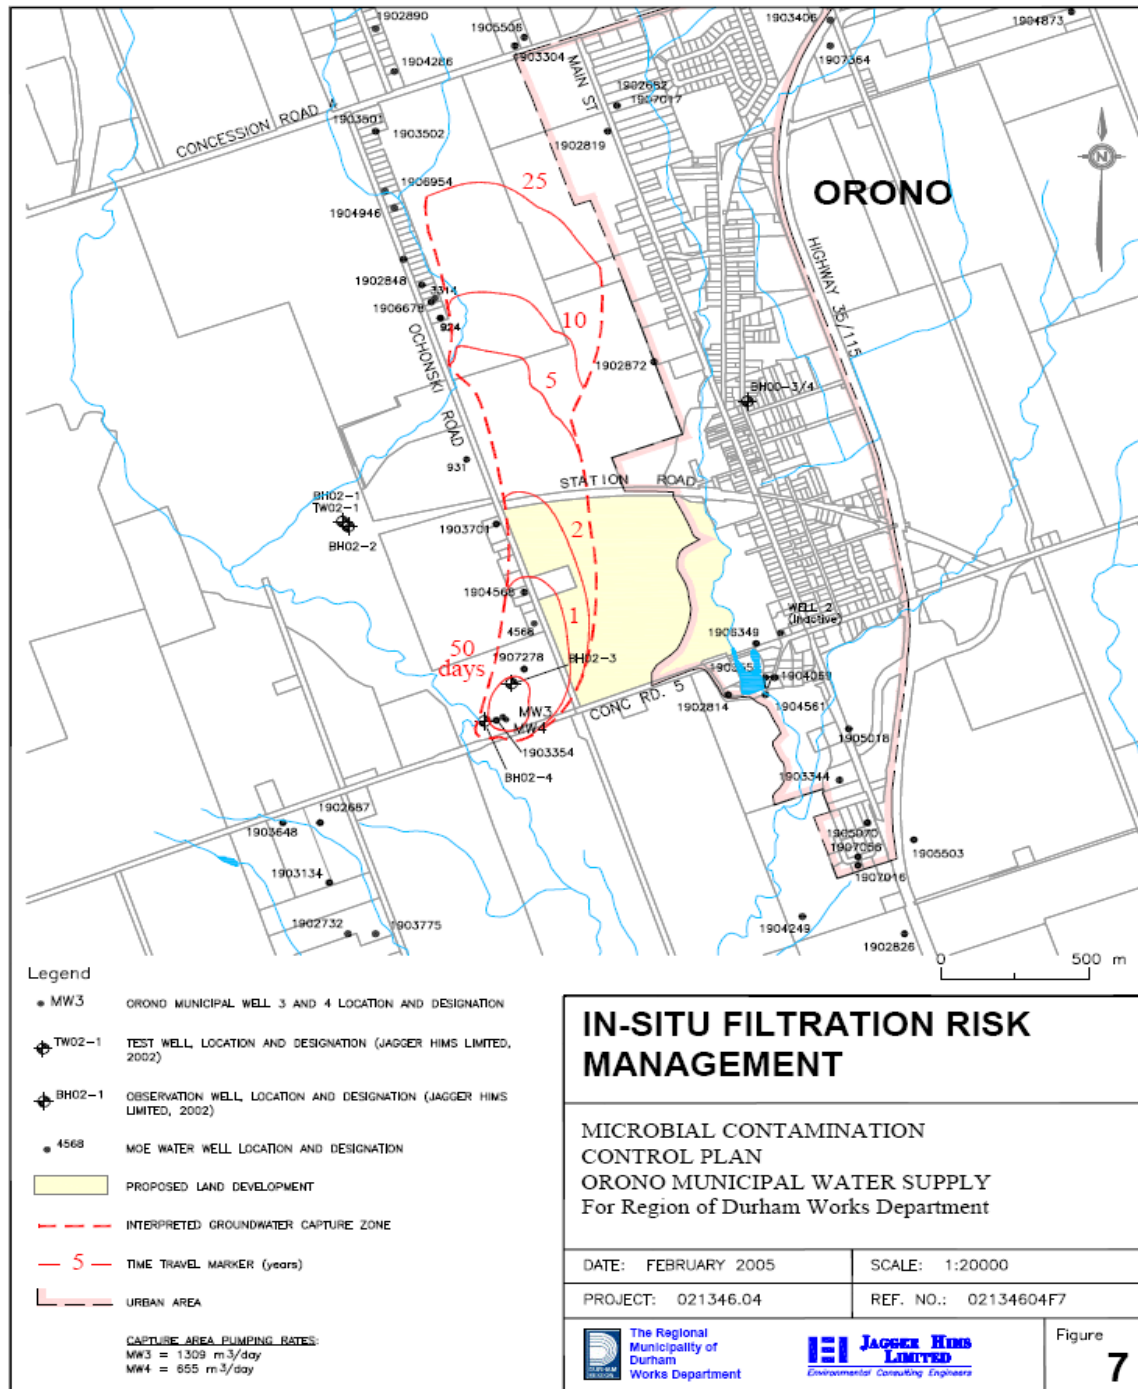 1902890
1905506
1903406
1904873
1903304
1907364
1904286
MAIN ST
1902682
1907017
CONCESSION ROAD 4
1903501
1903502
1902819
N
1906954
25
ORONO
1904946
HIGHWAY 35/115
1902848
3314
1906678
924
10
OCHONSKI ROAD
1902872
5
BH00-3/4
931
STATION ROAD
BH02-1
TW02-1
BH02-2
1903701
2
1904568
1
4568
WELL 2
(Inactive)
1906349
50
days
1907278
BH02-3
1904069
CONC RD. 5
1902814
1904561
MW3
MW4
1903354
1905018
BH02-4
1903344
1902687
1903648
1905070
1907056
1905503
1903134
1907016
1904249
1902732
1903775
1902826
0 500 m
Legend
MW3 ORONO MUNICIPAL WELL 3 AND 4 LOCATION AND DESIGNATION
TW02-1 TEST WELL, LOCATION AND DESIGNATION (JAGGER HIMS LIMITED,
2002)
BH02-1 OBSERVATION WELL, LOCATION AND DESIGNATION (JAGGER HIMS
LIMITED, 2002)
4568 MOE WATER WELL LOCATION AND DESIGNATION
PROPOSED LAND DEVELOPMENT
INTERPRETED GROUNDWATER CAPTURE ZONE
5 TIME TRAVEL MARKER (years)
URBAN AREA
CAPTURE AREA PUMPING RATES:
MW3 = 1309 m3/day
MW4 = 655 m3/day
IN-SITU FILTRATION RISK
MANAGEMENT
MICROBIAL CONTAMINATION
CONTROL PLAN
ORONO MUNICIPAL WATER SUPPLY
For Region of Durham Works Department
DATE: FEBRUARY 2005
SCALE: 1:20000
PROJECT: 021346.04
REF. NO.: 02134604F7
DURHAM
REGION
The Regional
Municipality of
Durham
Works Department
JAGGER HIMS
LIMITED
Environmental Consulting Engineers
Figure
7